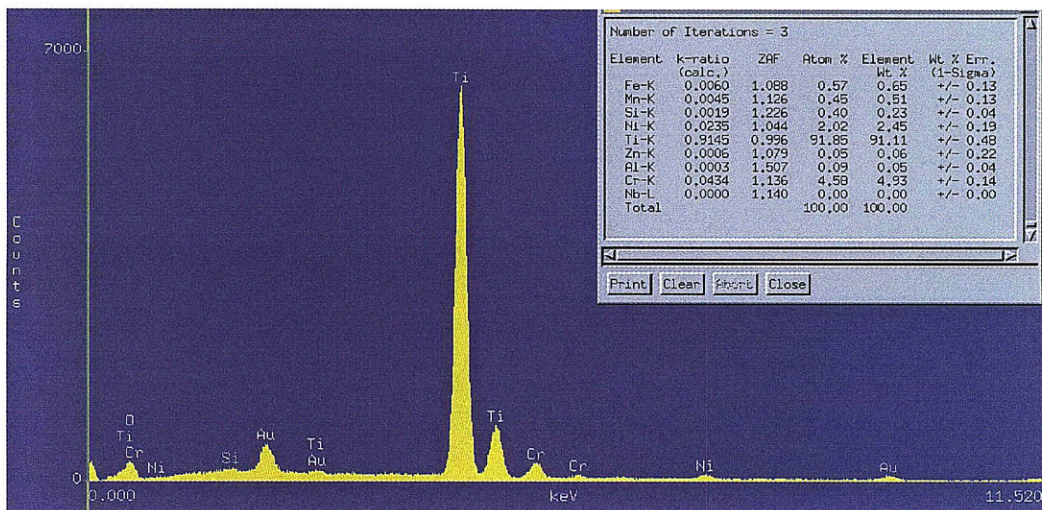 Number of Iterations = 3
Element k-ratio ZAF Atom % Element Wt % Err.
(calc.) Wt % (1-Sigma)
Fe-K 0.0060 1.088 0.57 0.65 +/- 0.13
Mn-K 0.0045 1.126 0.45 0.51 +/- 0.13
Si-K 0.0019 1.226 0.40 0.23 +/- 0.04
Ni-K 0.0235 1.044 2.02 2.45 +/- 0.19
Ti-K 0.9145 0.996 91.85 91.11 +/- 0.48
Zn-K 0.0006 1.079 0.05 0.06 +/- 0.22
Al-K 0.0003 1.507 0.09 0.05 +/- 0.04
Cr-K 0.0434 1.136 4.58 4.93 +/- 0.14
Nb-L 0.0000 1.140 0.00 0.00 +/- 0.00
Total 100.00 100.00
Print Clear Abort Close
7000
Counts
Ti
O
Ti
Cr
Ni
Si
Au
Ti
Au
Ti
Cr
Cr
Ni
Au
0
0.000 keV 11.520